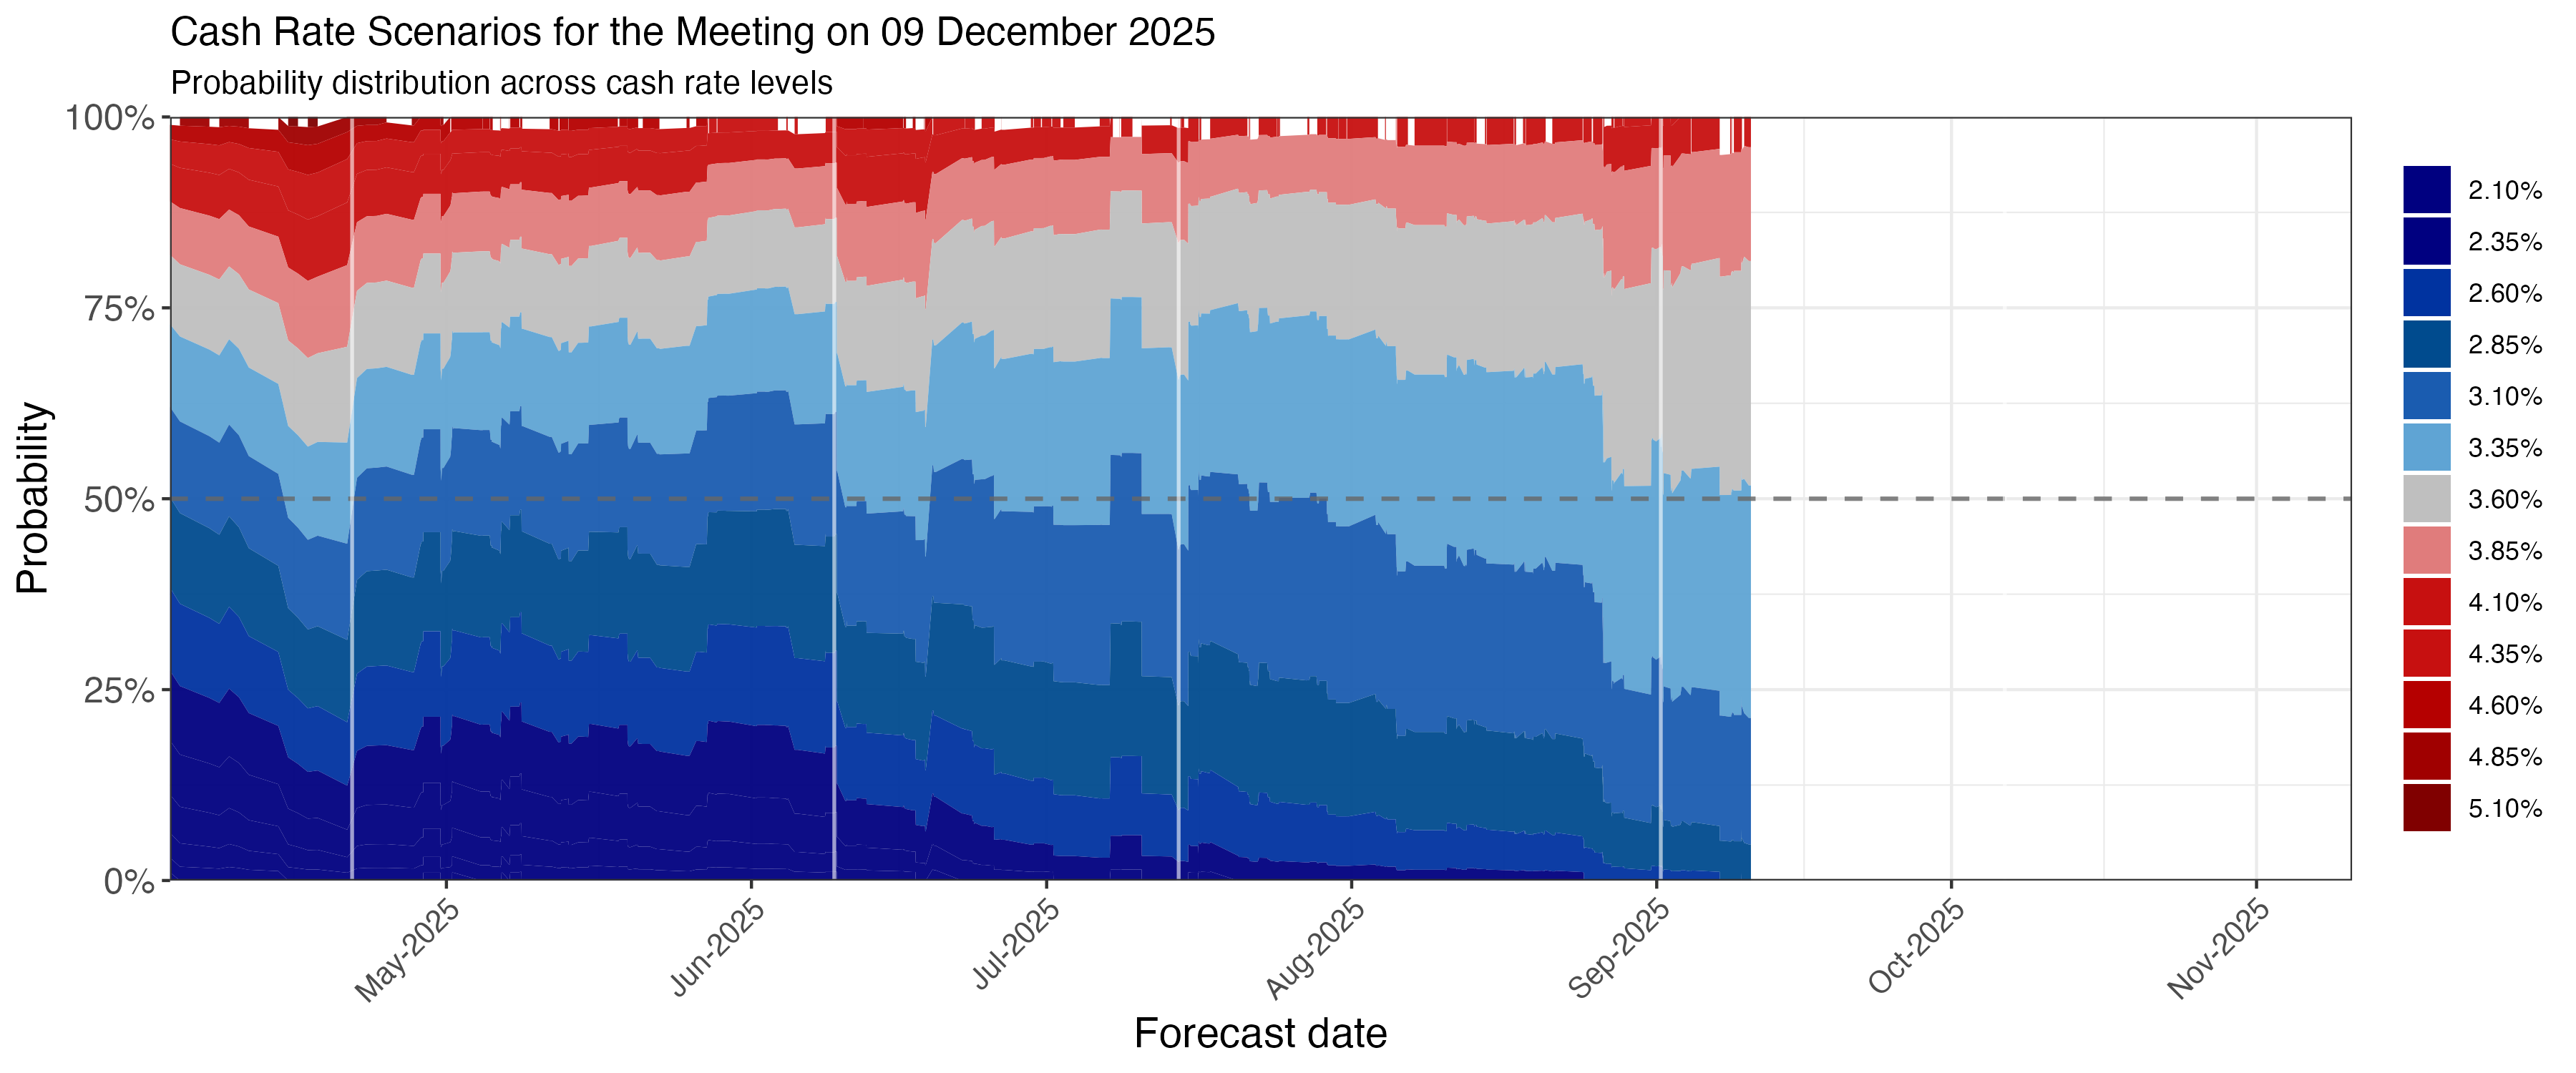 Cash Rate Scenarios for the Meeting on 09 December 2025
Probability distribution across cash rate levels
100%
75%
50%
25%
0%
Probability
May-2025
Jun-2025
Jul-2025
Aug-2025
Sep-2025
Oct-2025
Nov-2025
Forecast date
2.10%
2.35%
2.60%
2.85%
3.10%
3.35%
3.60%
3.85%
4.10%
4.35%
4.60%
4.85%
5.10%